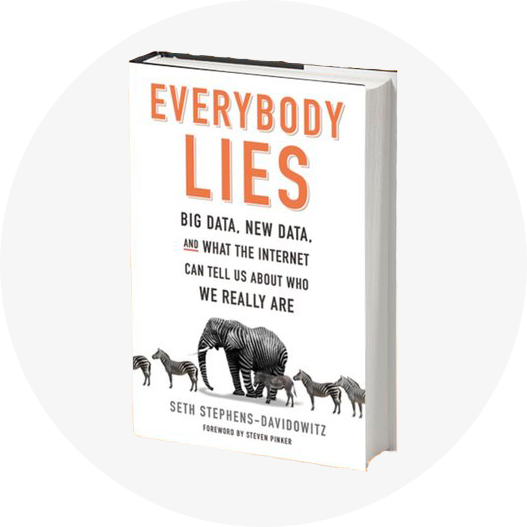 EVERYBODY
LIES
BIG DATA, NEW DATA,
AND WHAT THE INTERNET
CAN TELL US ABOUT WHO
WE REALLY ARE
SETH STEPHENS-DAVIDOWITZ
FOREWORD BY STEVEN PINKER